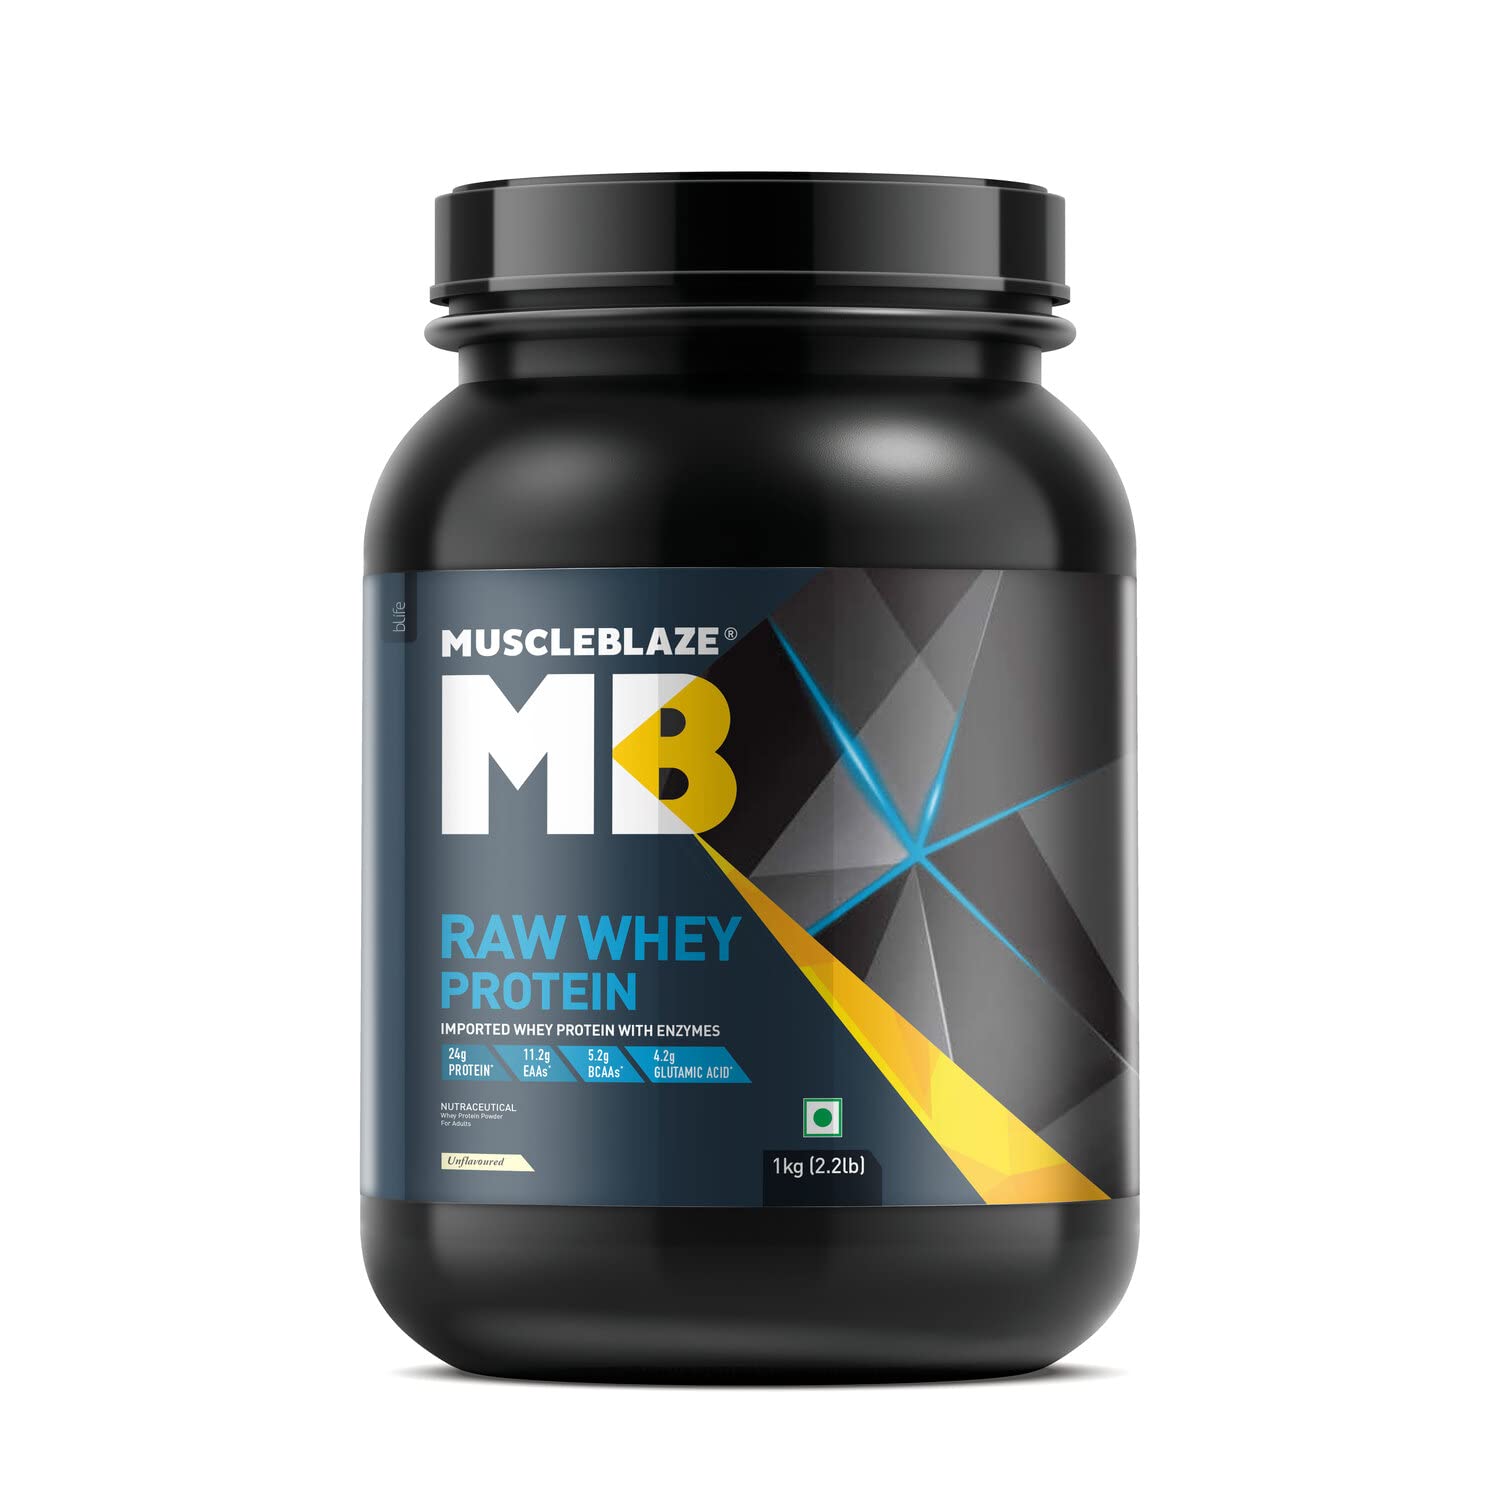 bLife
MUSCLEBLAZE®
MB
RAW WHEY
PROTEIN
IMPORTED WHEY PROTEIN WITH ENZYMES
24g 11.2g 5.2g 4.2g
PROTEIN* EAAs* BCAAs* GLUTAMIC ACID*
NUTRACEUTICAL
Whey Protein Powder
For Adults
Unflavoured
1kg (2.2lb)